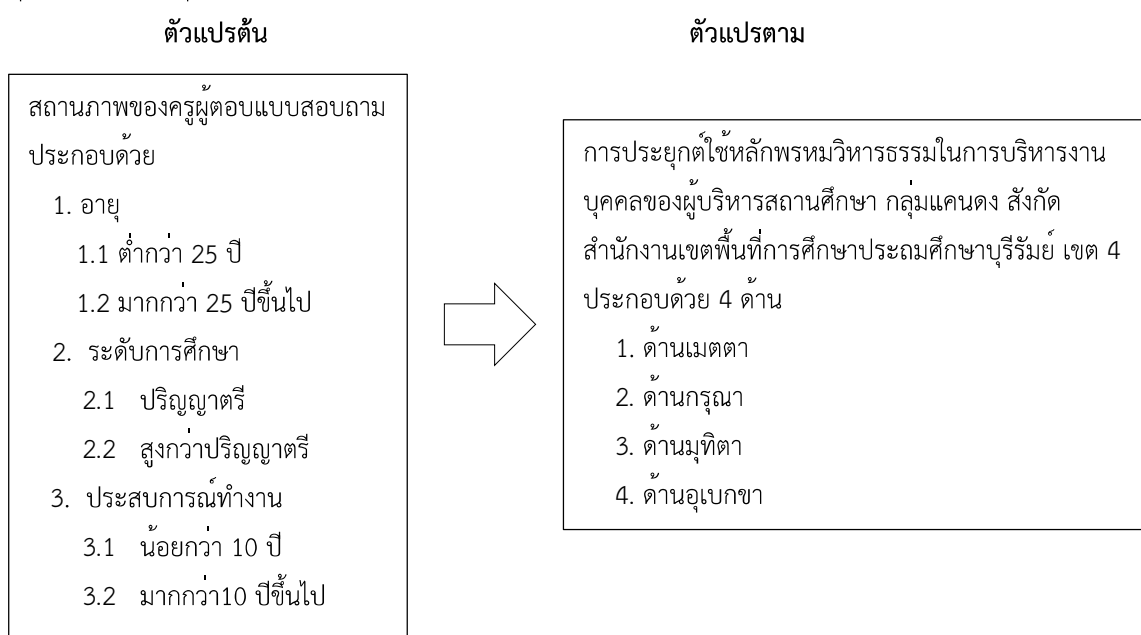 ตัวแปรต้น
ตัวแปรตาม
สถานภาพของครูผู้ตอบแบบสอบถาม
ประกอบด้วย
1. อายุ
1.1 ต่ำกว่า 25 ปี
1.2 มากกว่า 25 ปีขึ้นไป
2. ระดับการศึกษา
2.1 ปริญญาตรี
2.2 สูงกว่าปริญญาตรี
3. ประสบการณ์ทำงาน
3.1 น้อยกว่า 10 ปี
3.2 มากกว่า10 ปีขึ้นไป
การประยุกต์ใช้หลักพรหมวิหารธรรมในการบริหารงาน
บุคคลของผู้บริหารสถานศึกษา กลุ่มแคนดง สังกัด
สำนักงานเขตพื้นที่การศึกษาประถมศึกษาบุรีรัมย์ เขต 4
ประกอบด้วย 4 ด้าน
1. ด้านเมตตา
2. ด้านกรุณา
3. ด้านมุทิตา
4. ด้านอุเบกขา